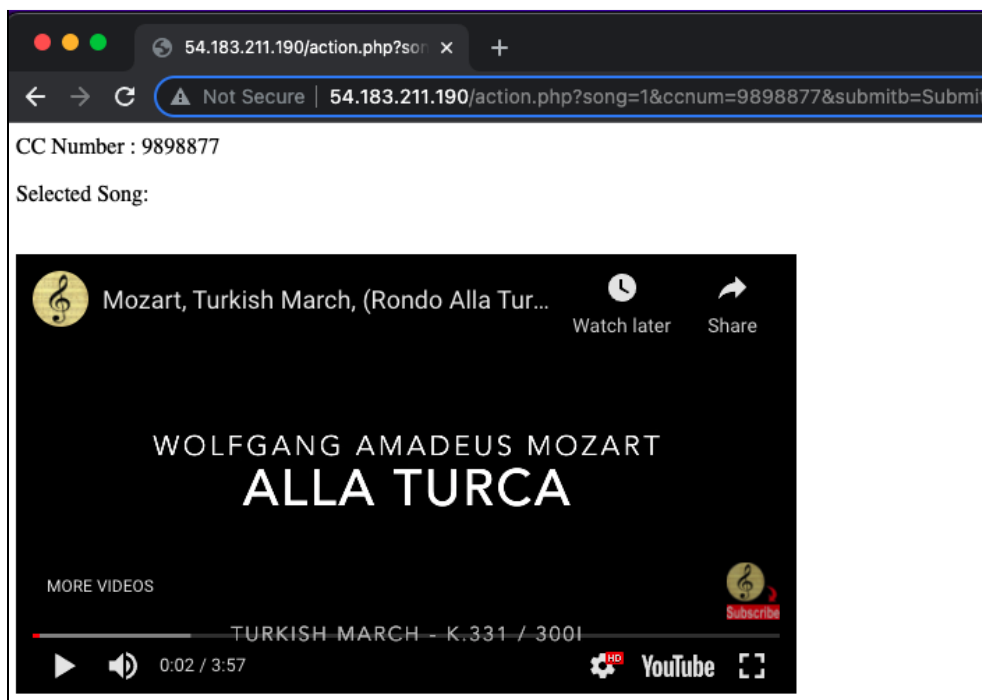 54.183.211.190/action.php?son
Not Secure | 54.183.211.190/action.php?song=1&ccnum=9898877&submitb=Submit
CC Number : 9898877
Selected Song:
Mozart, Turkish March, (Rondo Alla Tur...
Watch later
Share
WOLFGANG AMADEUS MOZART
ALLA TURCA
MORE VIDEOS
Subscribe
TURKISH MARCH - K.331 / 300I
0:02 / 3:57
HD
YouTube